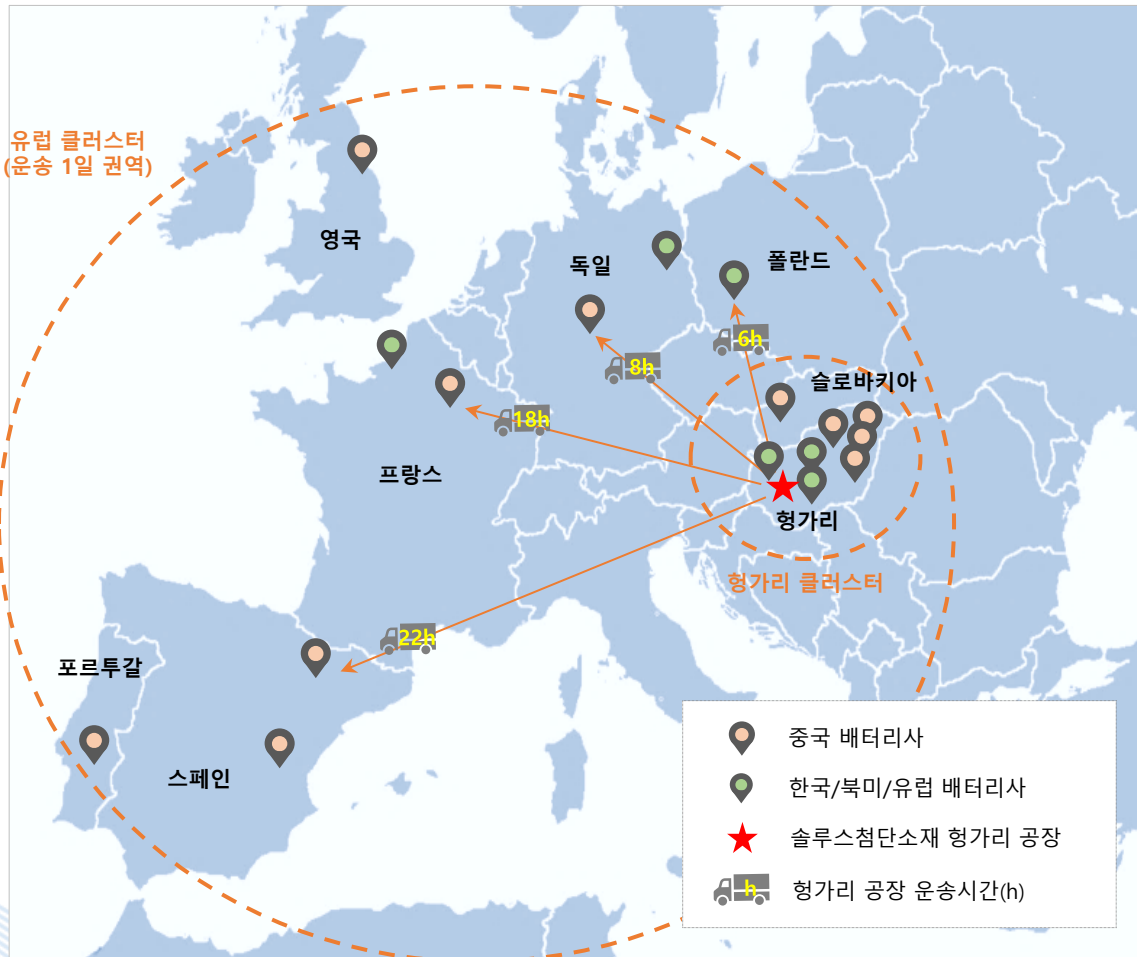 유럽 클러스터
(운송 1일 권역)
영국
독일
폴란드
6h
8h
슬로바키아
18h
프랑스
헝가리
헝가리 클러스터
22h
포르투갈
스페인
중국 배터리사
한국/북미/유럽 배터리사
솔루스첨단소재 헝가리 공장
h
헝가리 공장 운송시간(h)